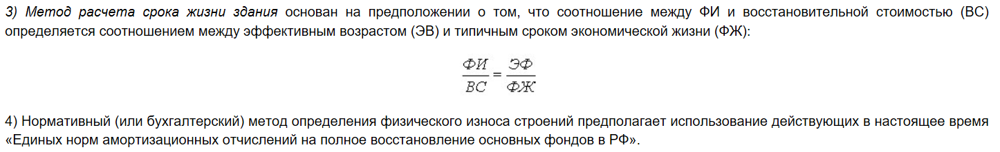 3) Метод расчета срока жизни здания основан на предположении о том, что соотношение между ФИ и восстановительной стоимостью (ВС)
определяется соотношением между эффективным возрастом (ЭВ) и типичным сроком экономической жизни (ФЖ):
ФИ/ВС = ЭФ/ФЖ
4) Нормативный (или бухгалтерский) метод определения физического износа строений предполагает использование действующих в настоящее время
«Единых норм амортизационных отчислений на полное восстановление основных фондов в РФ».